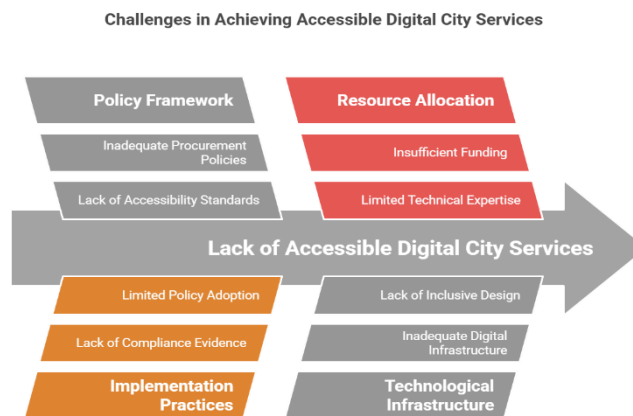 Challenges in Achieving Accessible Digital City Services
Policy Framework
Inadequate Procurement
Policies
Lack of Accessibility Standards
Resource Allocation
Insufficient Funding
Limited Technical Expertise
Lack of Accessible Digital City Services
Limited Policy Adoption
Lack of Compliance Evidence
Implementation
Practices
Lack of Inclusive Design
Inadequate Digital
Infrastructure
Technological
Infrastructure